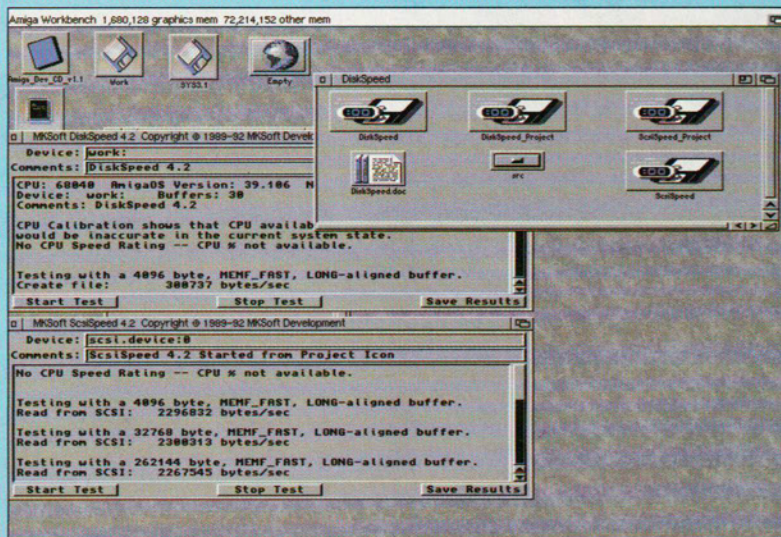 Amiga Workbench 1,680,128 graphics mem 72,214,152 other mem
Amiga_Dev_CD_v1.1
Work
SYS3.1
Empty
DiskSpeed
DiskSpeed
DiskSpeed_Project
ScsiSpeed_Project
DiskSpeed.doc
src
ScsiSpeed
MKSoft DiskSpeed 4.2 Copyright © 1989-92 MKSoft Develo
Device: work:
Comments: DiskSpeed 4.2
CPU: 68040 AmigaOS Version: 39.106 N
Device: work: Buffers: 30
Comments: DiskSpeed 4.2
CPU Calibration shows that CPU availab
would be inaccurate in the current system state.
No CPU Speed Rating -- CPU % not available.
Testing with a 4096 byte, MEMF_FAST, LONG-aligned buffer.
Create file: 300737 bytes/sec
Start Test
Stop Test
Save Results
MKSoft ScsiSpeed 4.2 Copyright © 1989-92 MKSoft Development
Device: scsi.device:0
Comments: ScsiSpeed 4.2 Started from Project Icon
No CPU Speed Rating -- CPU % not available.
Testing with a 4096 byte, MEMF_FAST, LONG-aligned buffer.
Read from SCSI: 2296832 bytes/sec
Testing with a 32768 byte, MEMF_FAST, LONG-aligned buffer.
Read from SCSI: 2300313 bytes/sec
Testing with a 262144 byte, MEMF_FAST, LONG-aligned buffer.
Read from SCSI: 2267545 bytes/sec
Start Test
Stop Test
Save Results